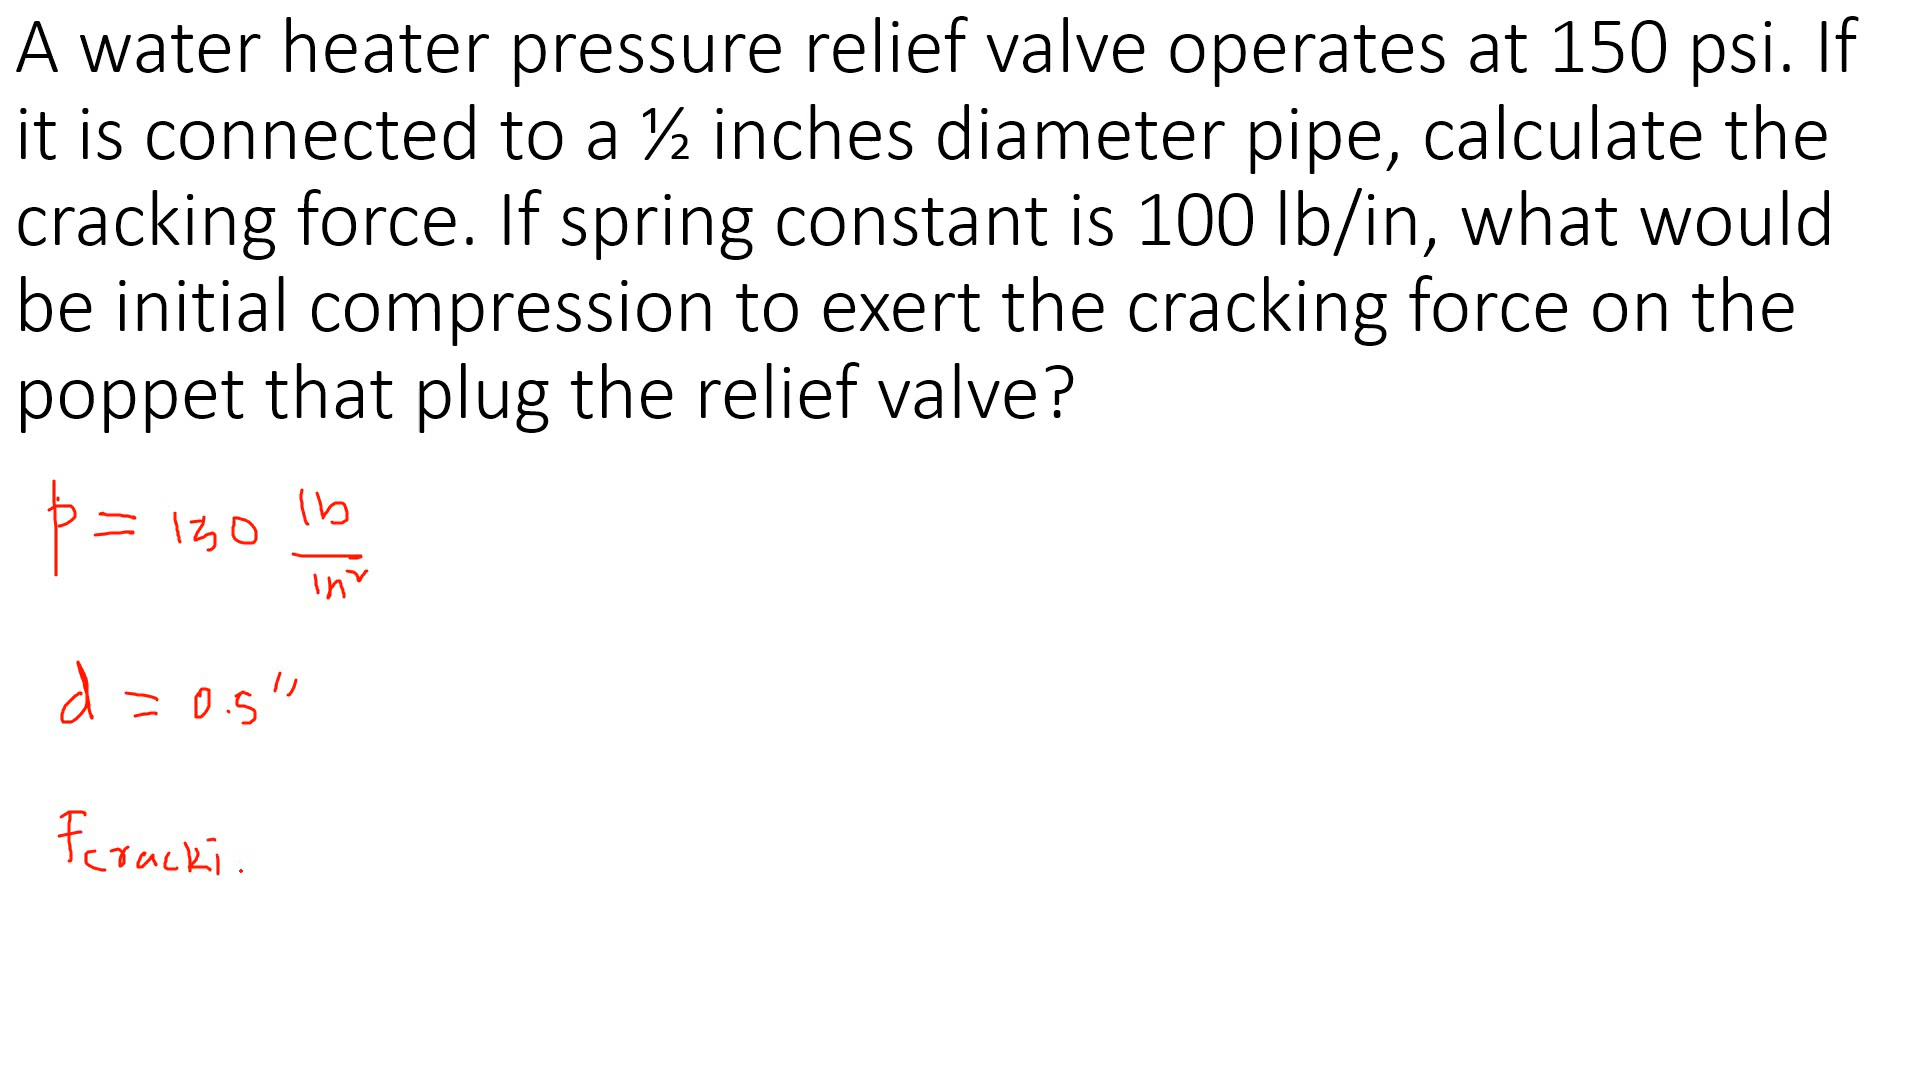 A water heater pressure relief valve operates at 150 psi. If
it is connected to a ½ inches diameter pipe, calculate the
cracking force. If spring constant is 100 lb/in, what would
be initial compression to exert the cracking force on the
poppet that plug the relief valve?
p = 150 lb/in²
d = 0.5"
Fcracki.